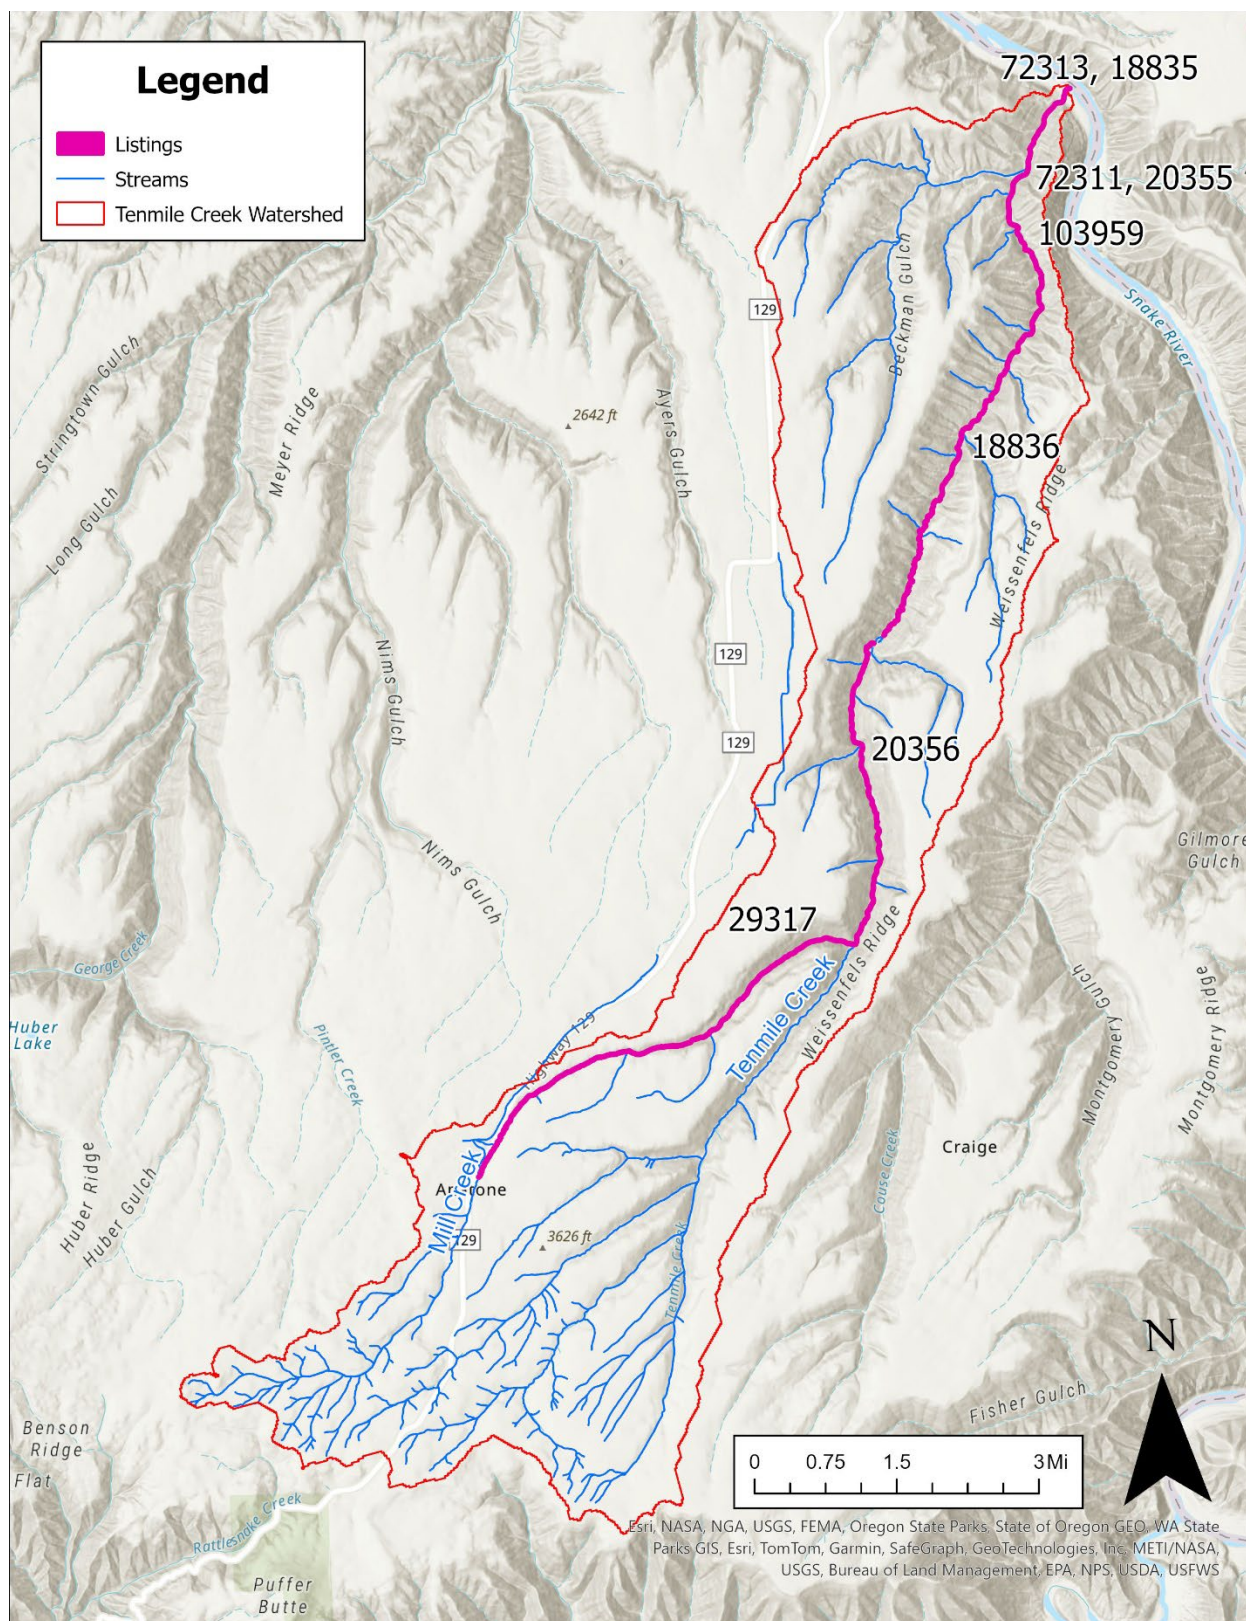 Legend
Listings
Streams
Tenmile Creek Watershed
72313, 18835
72311, 20355
103959
Snake River
129
Beckman Gulch
Stringtown Gulch
Meyer Ridge
2642 ft
Ayers Gulch
18836
Long Gulch
Weissenfels Ridge
Nims Gulch
129
129
20356
Gilmore
Gulch
Nims Gulch
29317
George Creek
Tenmile Creek
Weissenfels Ridge
Huber
Lake
Highway 129
Pintler Creek
Montgomery Gulch
Montgomery Ridge
Huber Ridge
Huber Gulch
Craige
Couse Creek
Mill Creek
129
3626 ft
Tenmile Creek
N
Fisher Gulch
Benson
Ridge
Flat
0 0.75 1.5 3Mi
Rattlesnake Creek
Puffer
Butte
Esri, NASA, NGA, USGS, FEMA, Oregon State Parks, State of Oregon GEO, WA State
Parks GIS, Esri, TomTom, Garmin, SafeGraph, GeoTechnologies, Inc, METI/NASA,
USGS, Bureau of Land Management, EPA, NPS, USDA, USFWS